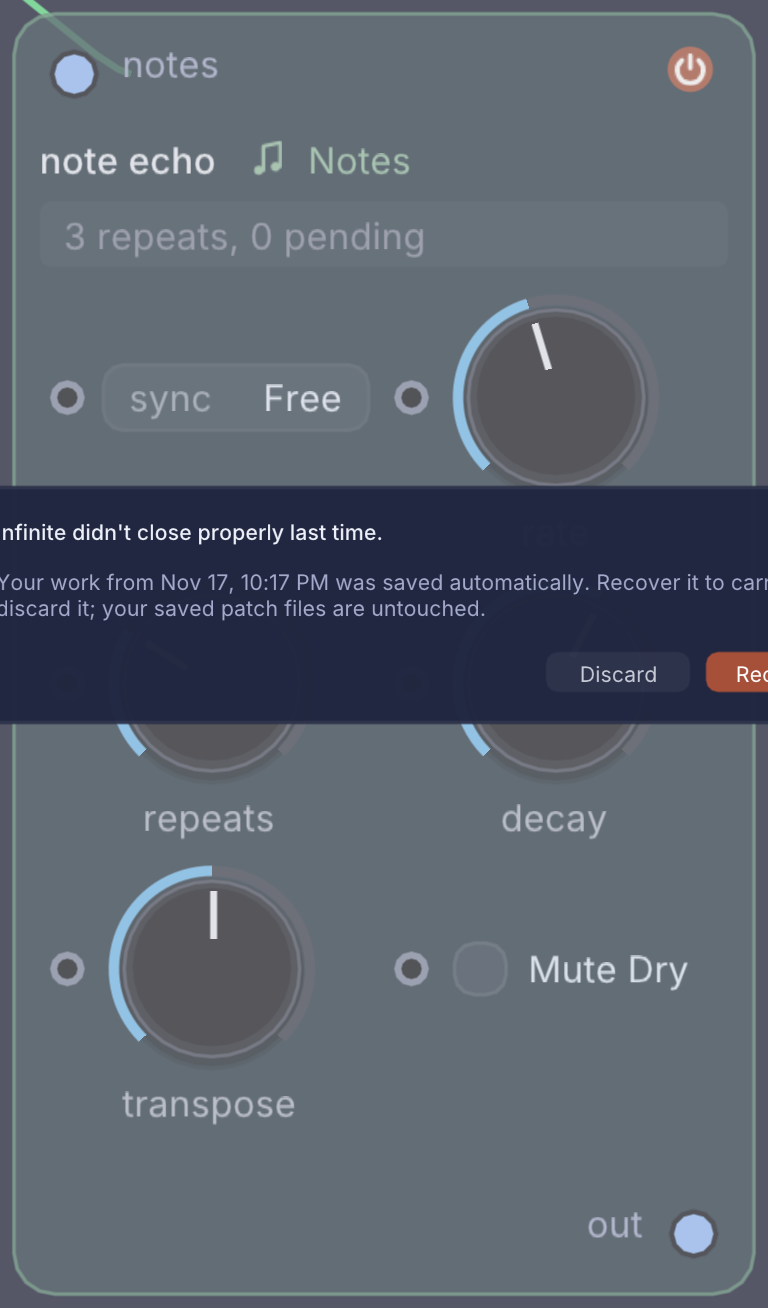 notes
note echo Notes
3 repeats, 0 pending
sync Free
nfinite didn't close properly last time.
Your work from Nov 17, 10:17 PM was saved automatically. Recover it to carr
discard it; your saved patch files are untouched.
Discard Rec
repeats decay
Mute Dry
transpose
out